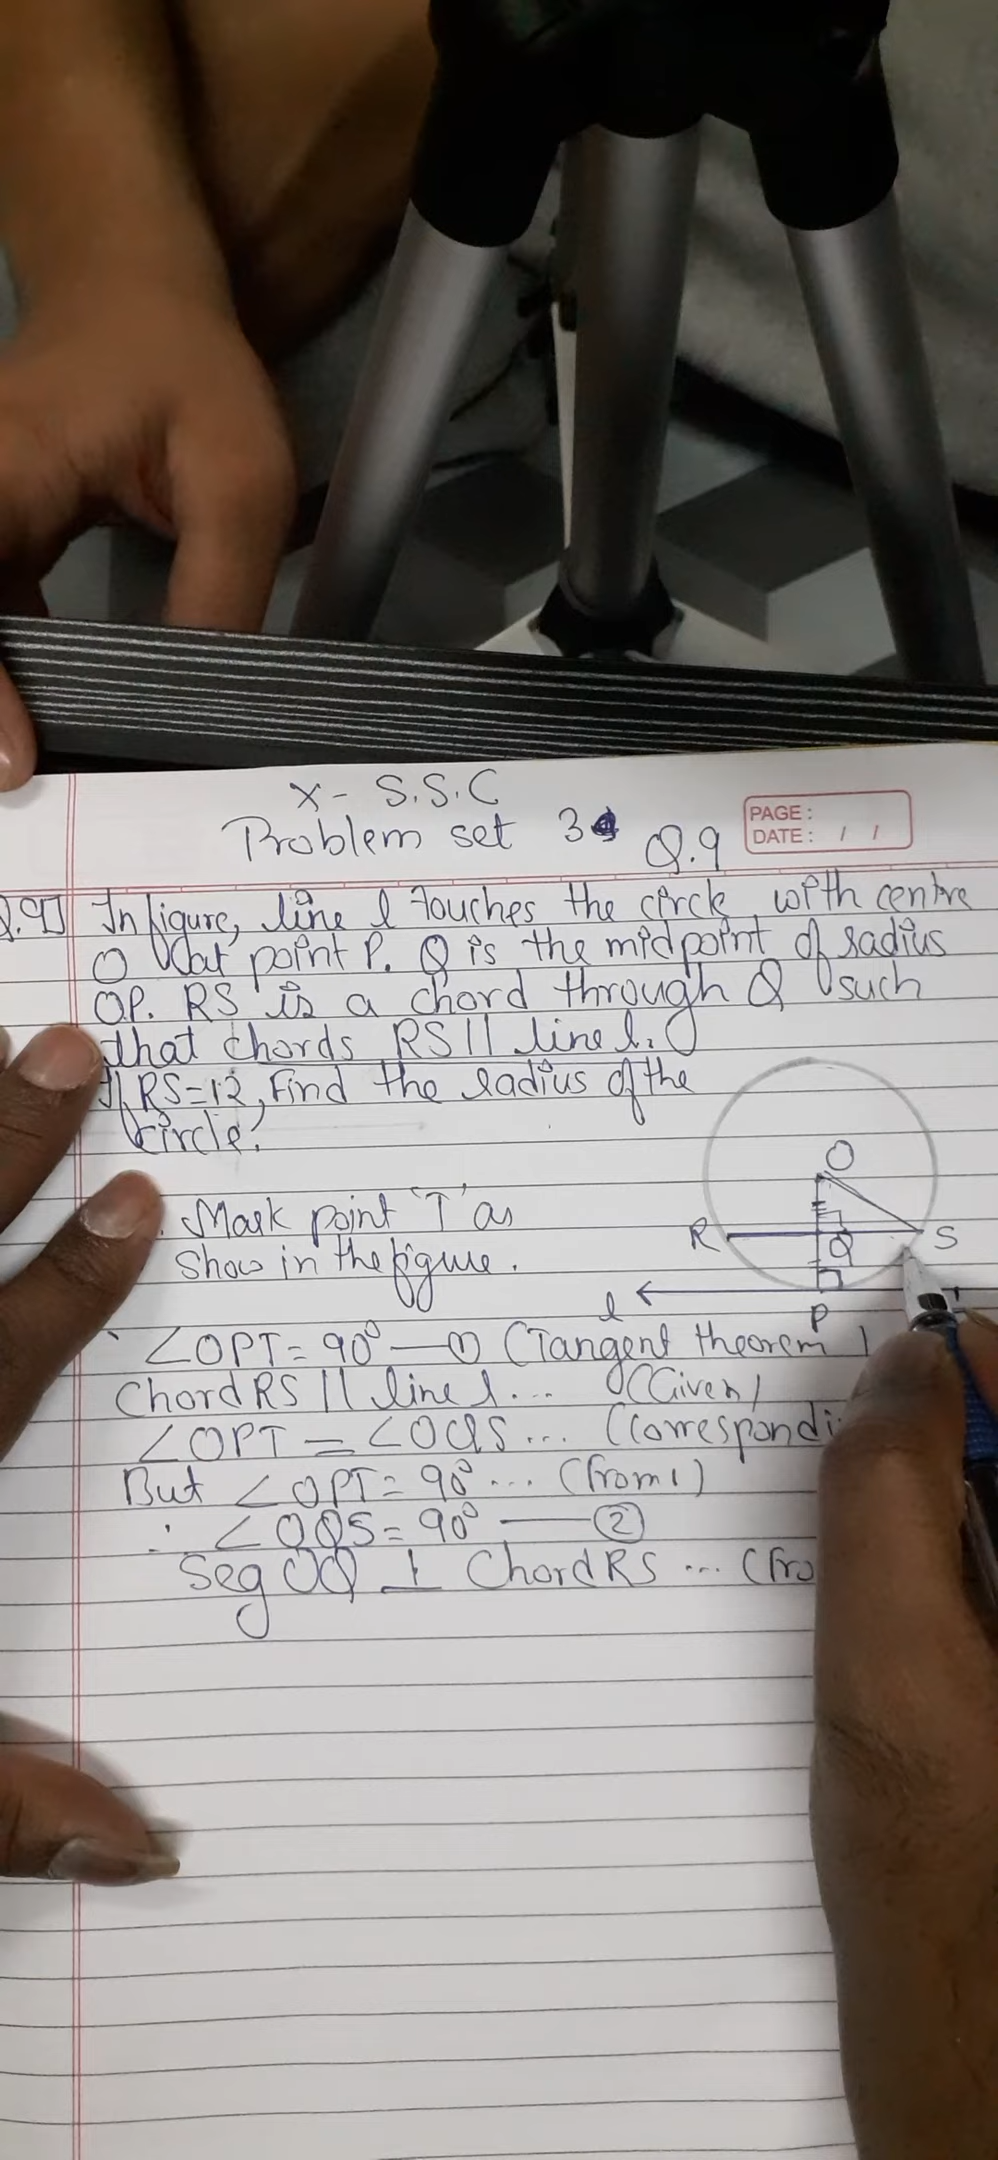 X- S.S.C
Problem set 3 Q.9
PAGE :
DATE : / /
Q.9] In figure, line l touches the circle with centre
O at point P. Q is the midpoint of radius
OP. RS is a chord through Q such
that chords RS || line l.
If RS=12, Find the radius of the
circle.
Mark point 'T' as
Show in the figure.
O
R
Q
S
l
P
∠OPT = 90° — ① (Tangent theorem)
Chord RS || line l ... (Given)
∠OPT = ∠OQS ... (Correspondi
But ∠OPT = 90° ... (from 1)
∴ ∠OQS = 90° — ②
Seg OQ ⊥ Chord RS ... (fro